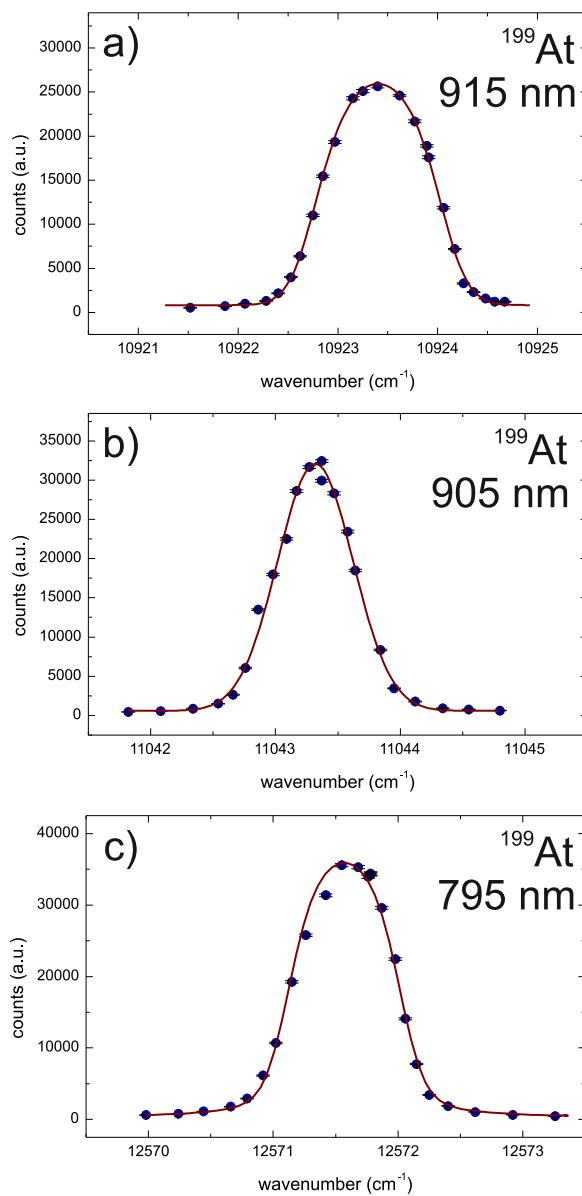 a)
¹⁹⁹At
915 nm
30000
25000
20000
15000
10000
5000
0
counts (a.u.)
10921 10922 10923 10924 10925
wavenumber (cm⁻¹)
b)
¹⁹⁹At
905 nm
35000
30000
25000
20000
15000
10000
5000
0
counts (a.u.)
11042 11043 11044 11045
wavenumber (cm⁻¹)
c)
¹⁹⁹At
795 nm
40000
30000
20000
10000
0
counts (a.u.)
12570 12571 12572 12573
wavenumber (cm⁻¹)